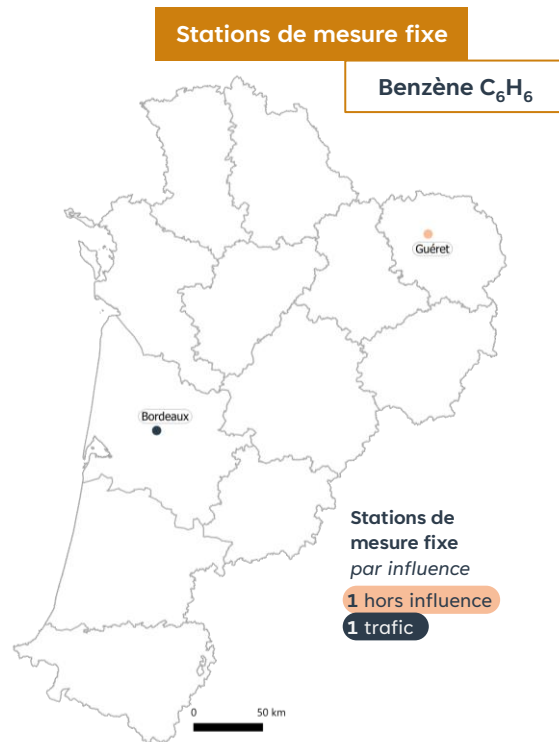 Stations de mesure fixe
Benzène C₆H₆
Guéret
Bordeaux
Stations de
mesure fixe
par influence
1 hors influence
1 trafic
0 50 km